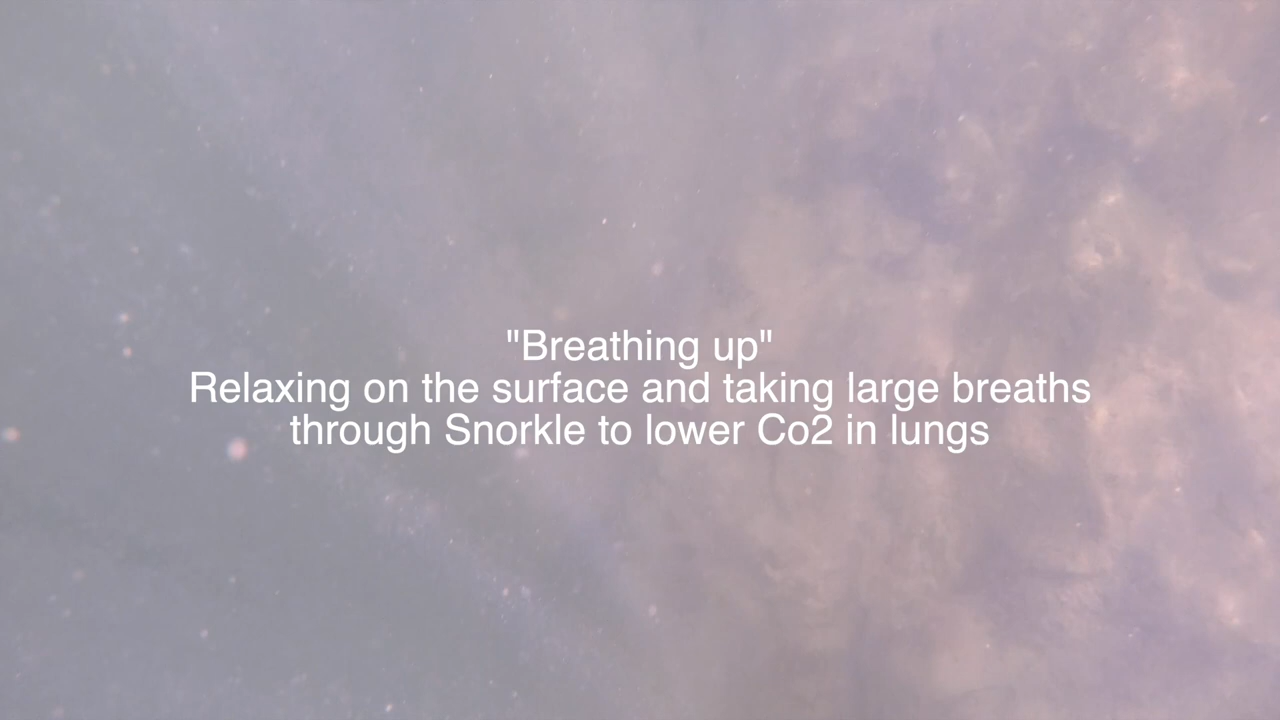 "Breathing up"
Relaxing on the surface and taking large breaths
through Snorkle to lower Co2 in lungs